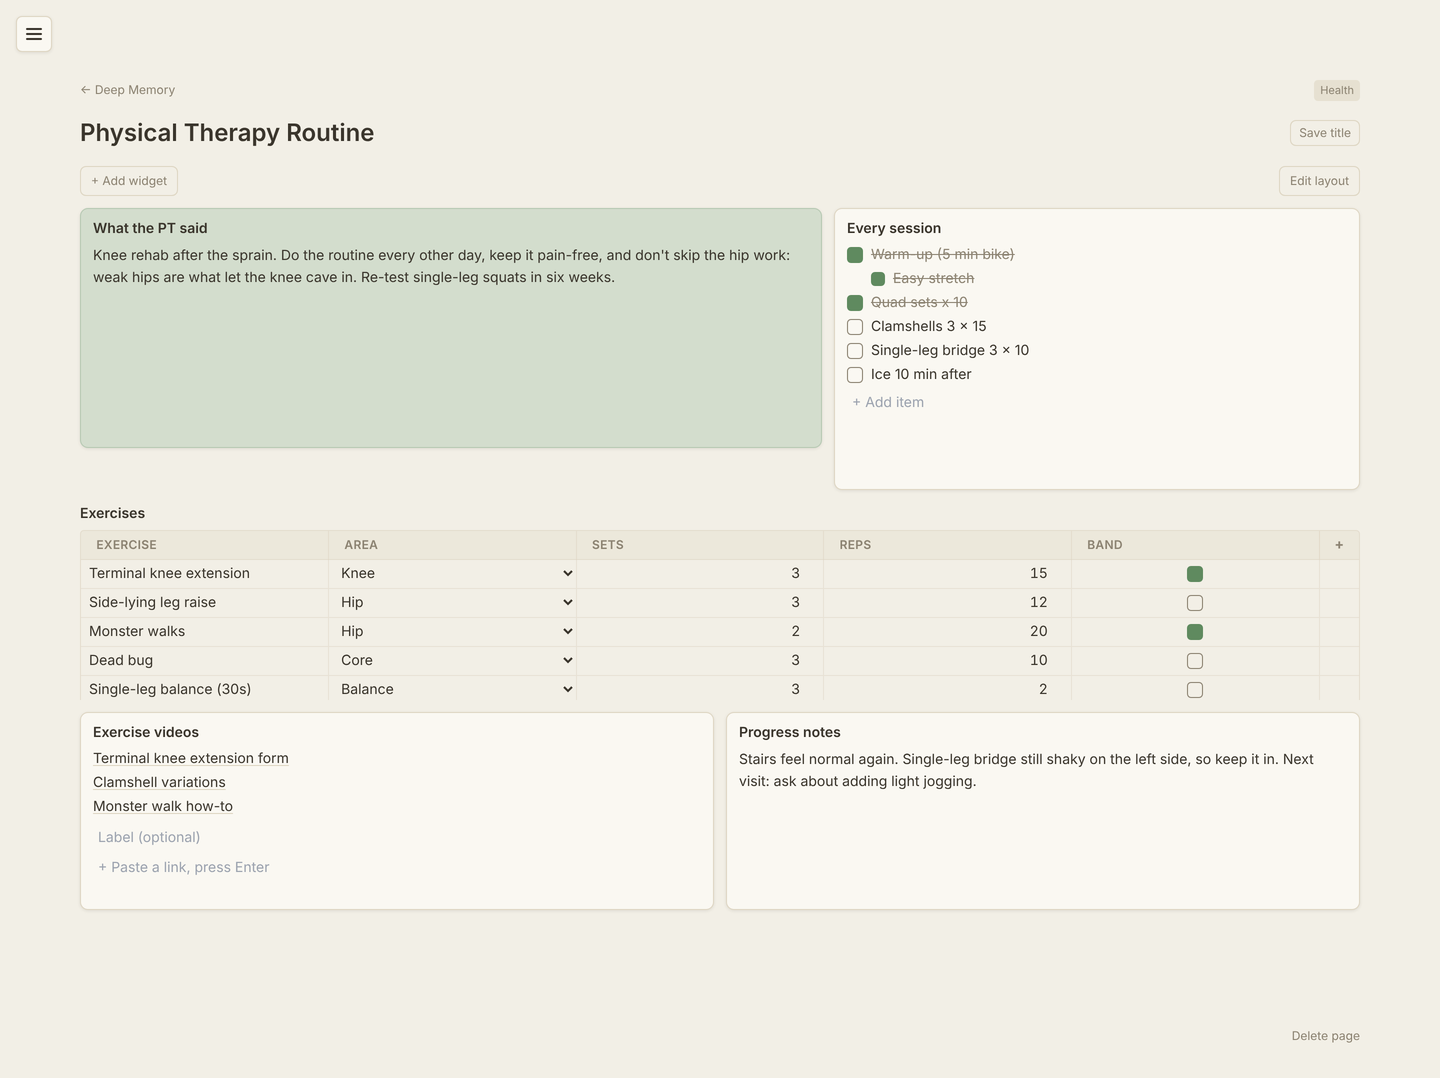 ← Deep Memory
Health
Physical Therapy Routine
Save title
+ Add widget
Edit layout
What the PT said
Knee rehab after the sprain. Do the routine every other day, keep it pain-free, and don't skip the hip work:
weak hips are what let the knee cave in. Re-test single-leg squats in six weeks.
Every session
Warm-up (5 min bike)
Easy stretch
Quad sets x 10
Clamshells 3 × 15
Single-leg bridge 3 × 10
Ice 10 min after
+ Add item
Exercises
EXERCISE AREA SETS REPS BAND +
Terminal knee extension Knee 3 15
Side-lying leg raise Hip 3 12
Monster walks Hip 2 20
Dead bug Core 3 10
Single-leg balance (30s) Balance 3 2
Exercise videos
Terminal knee extension form
Clamshell variations
Monster walk how-to
Label (optional)
+ Paste a link, press Enter
Progress notes
Stairs feel normal again. Single-leg bridge still shaky on the left side, so keep it in. Next
visit: ask about adding light jogging.
Delete page